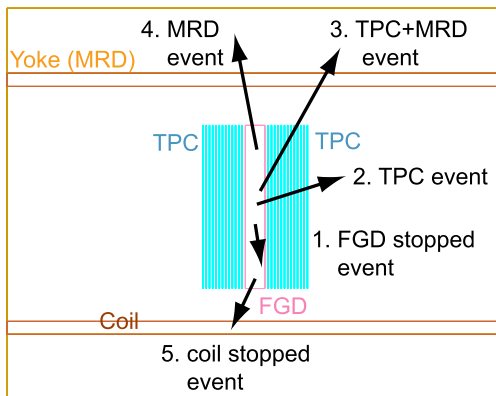 4. MRD
event
3. TPC+MRD
event
Yoke (MRD)
TPC
TPC
2. TPC event
1. FGD stopped
event
FGD
Coil
5. coil stopped
event